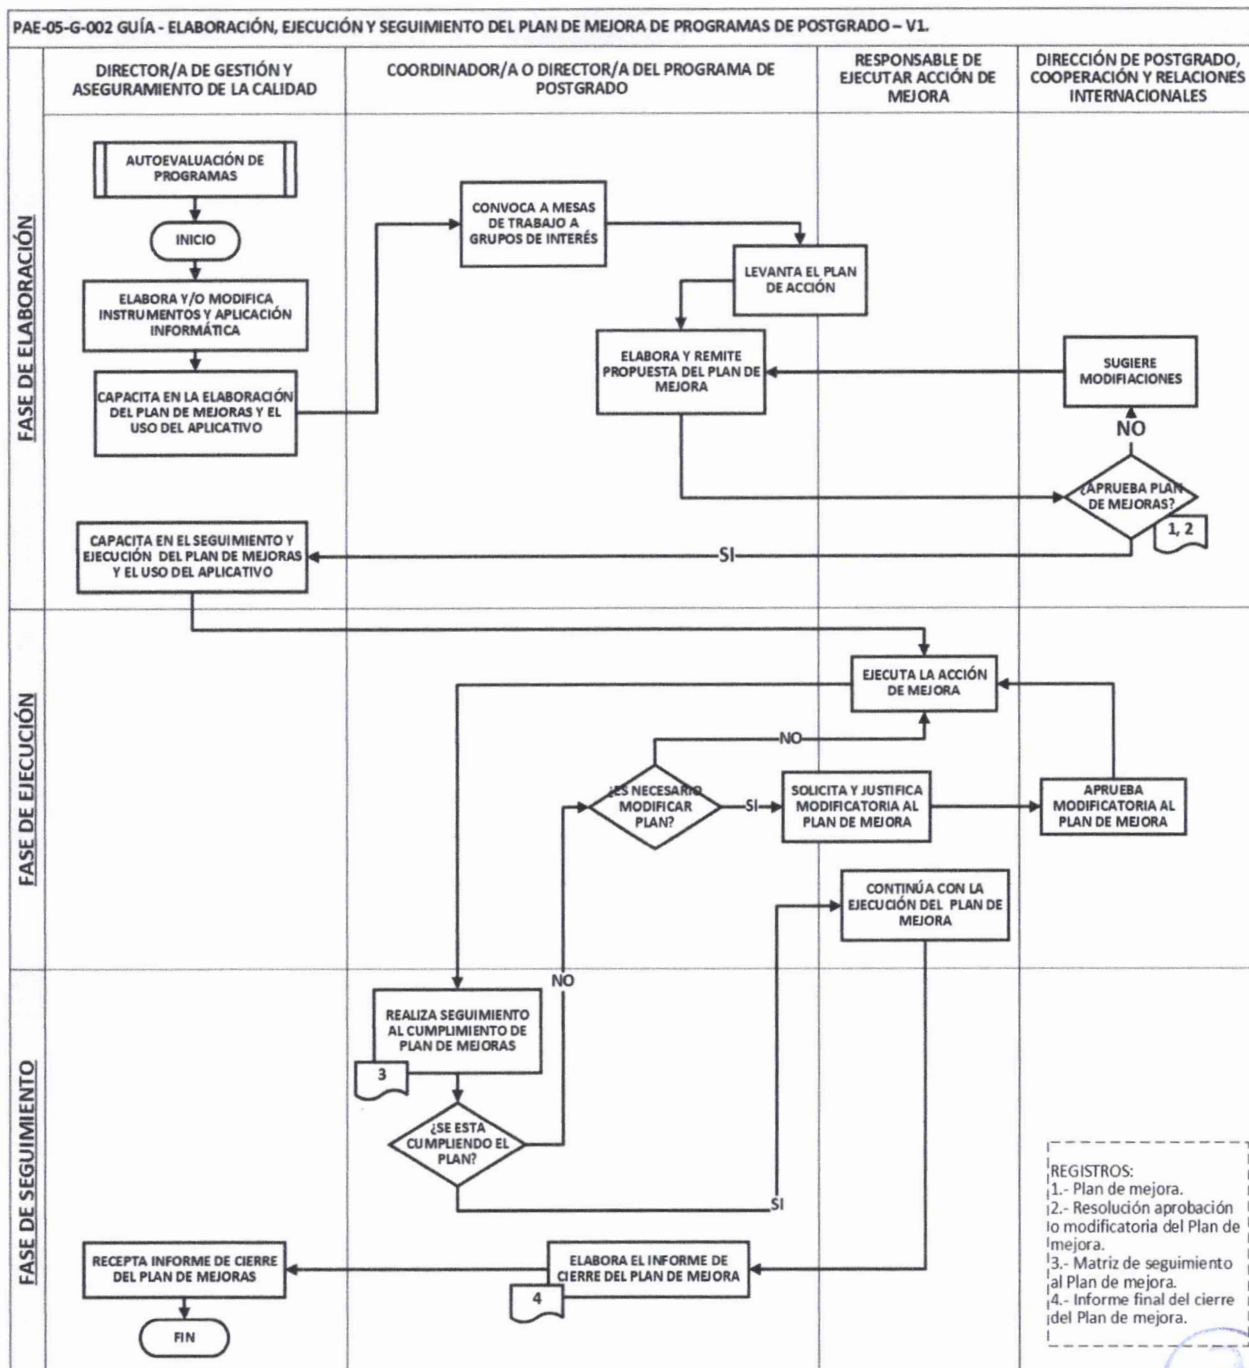 PAE-05-G-002 GUÍA - ELABORACIÓN, EJECUCIÓN Y SEGUIMIENTO DEL PLAN DE MEJORA DE PROGRAMAS DE POSTGRADO – V1.
DIRECTOR/A DE GESTIÓN Y
ASEGURAMIENTO DE LA CALIDAD
COORDINADOR/A O DIRECTOR/A DEL PROGRAMA DE
POSTGRADO
RESPONSABLE DE
EJECUTAR ACCIÓN DE
MEJORA
DIRECCIÓN DE POSTGRADO,
COOPERACIÓN Y RELACIONES
INTERNACIONALES
FASE DE ELABORACIÓN
AUTOEVALUACIÓN DE
PROGRAMAS
INICIO
ELABORA Y/O MODIFICA
INSTRUMENTOS Y APLICACIÓN
INFORMÁTICA
CAPACITA EN LA ELABORACIÓN
DEL PLAN DE MEJORAS Y EL
USO DEL APLICATIVO
CONVOCA A MESAS
DE TRABAJO A
GRUPOS DE INTERÉS
LEVANTA EL PLAN
DE ACCIÓN
ELABORA Y REMITE
PROPUESTA DEL PLAN DE
MEJORA
SUGIERE
MODIFIACIONES
NO
¿APRUEBA PLAN
DE MEJORAS?
1, 2
SI
CAPACITA EN EL SEGUIMIENTO Y
EJECUCIÓN DEL PLAN DE MEJORAS
Y EL USO DEL APLICATIVO
FASE DE EJECUCIÓN
EJECUTA LA ACCIÓN
DE MEJORA
NO
¿ES NECESARIO
MODIFICAR
PLAN?
SI
SOLICITA Y JUSTIFICA
MODIFICATORIA AL
PLAN DE MEJORA
APRUEBA
MODIFICATORIA AL
PLAN DE MEJORA
CONTINÚA CON LA
EJECUCIÓN DEL PLAN DE
MEJORA
FASE DE SEGUIMIENTO
NO
REALIZA SEGUIMIENTO
AL CUMPLIMIENTO DE
PLAN DE MEJORAS
3
¿SE ESTA
CUMPLIENDO EL
PLAN?
SI
RECEPTA INFORME DE CIERRE
DEL PLAN DE MEJORAS
ELABORA EL INFORME DE
CIERRE DEL PLAN DE MEJORA
4
FIN
REGISTROS:
1.- Plan de mejora.
2.- Resolución aprobación
o modificatoria del Plan de
mejora.
3.- Matriz de seguimiento
al Plan de mejora.
4.- Informe final del cierre
del Plan de mejora.